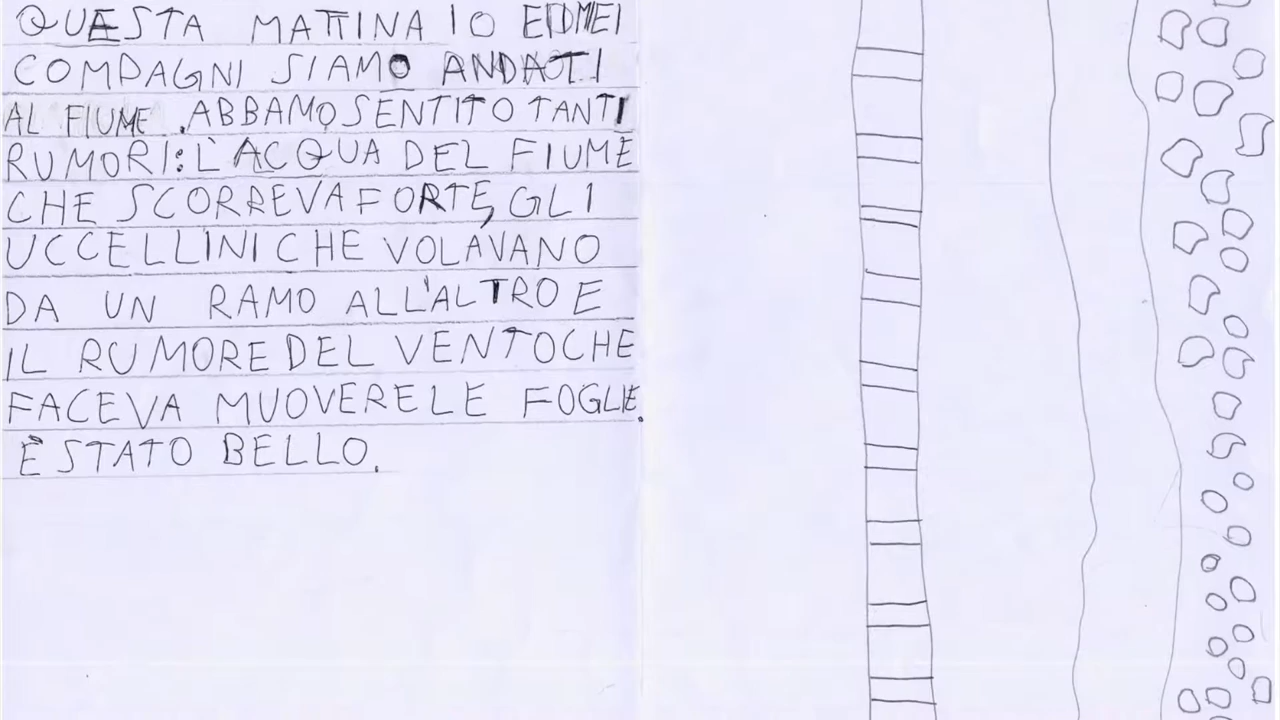 QUESTA MATTINA IO E I MIEI
COMPAGNI SIAMO ANDATI
AL FIUME. ABBAMO SENTITO TANTI
RUMORI: L'ACQUA DEL FIUME
CHE SCORREVA FORTE, GLI
UCCELLINI CHE VOLAVANO
DA UN RAMO ALL'ALTRO E
IL RUMORE DEL VENTO CHE
FACEVA MUOVERE LE FOGLIE.
È STATO BELLO.